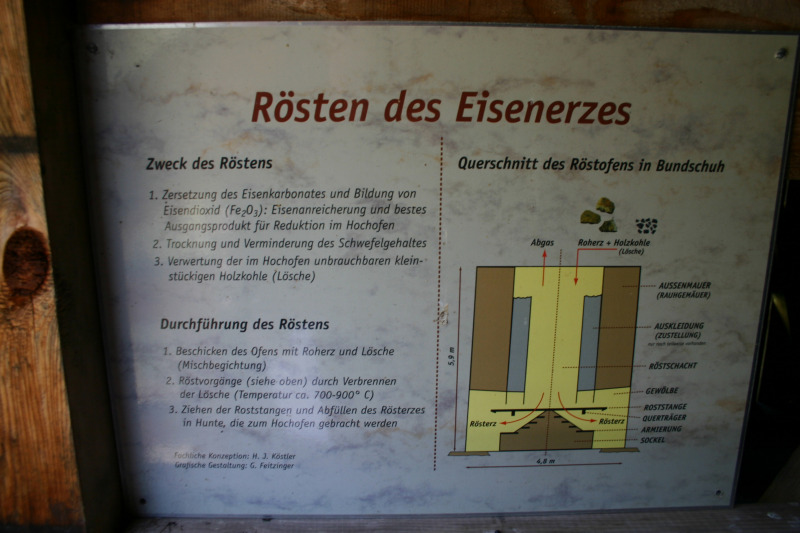 Rösten des Eisenerzes
Zweck des Röstens
1. Zersetzung des Eisenkarbonates und Bildung von
Eisendioxid (Fe₂O₃): Eisenanreicherung und bestes
Ausgangsprodukt für Reduktion im Hochofen
2. Trocknung und Verminderung des Schwefelgehaltes
3. Verwertung der im Hochofen unbrauchbaren klein-
stückigen Holzkohle (Lösche)
Durchführung des Röstens
1. Beschicken des Ofens mit Roherz und Lösche
(Mischbegichtung)
2. Röstvorgänge (siehe oben) durch Verbrennen
der Lösche (Temperatur ca. 700-900° C)
3. Ziehen der Roststangen und Abfüllen des Rösterzes
in Hunte, die zum Hochofen gebracht werden
Fachliche Konzeption: H. J. Köstler
Grafische Gestaltung: G. Feitzinger
Querschnitt des Röstofens in Bundschuh
Abgas
Roherz + Holzkohle
(Lösche)
AUSSENMAUER
(RAUHGEMÄUER)
AUSKLEIDUNG
(ZUSTELLUNG)
nur noch teilweise vorhanden
RÖSTSCHACHT
GEWÖLBE
ROSTSTANGE
QUERTRÄGER
ARMIERUNG
SOCKEL
Rösterz
Rösterz
5,9 m
4,8 m